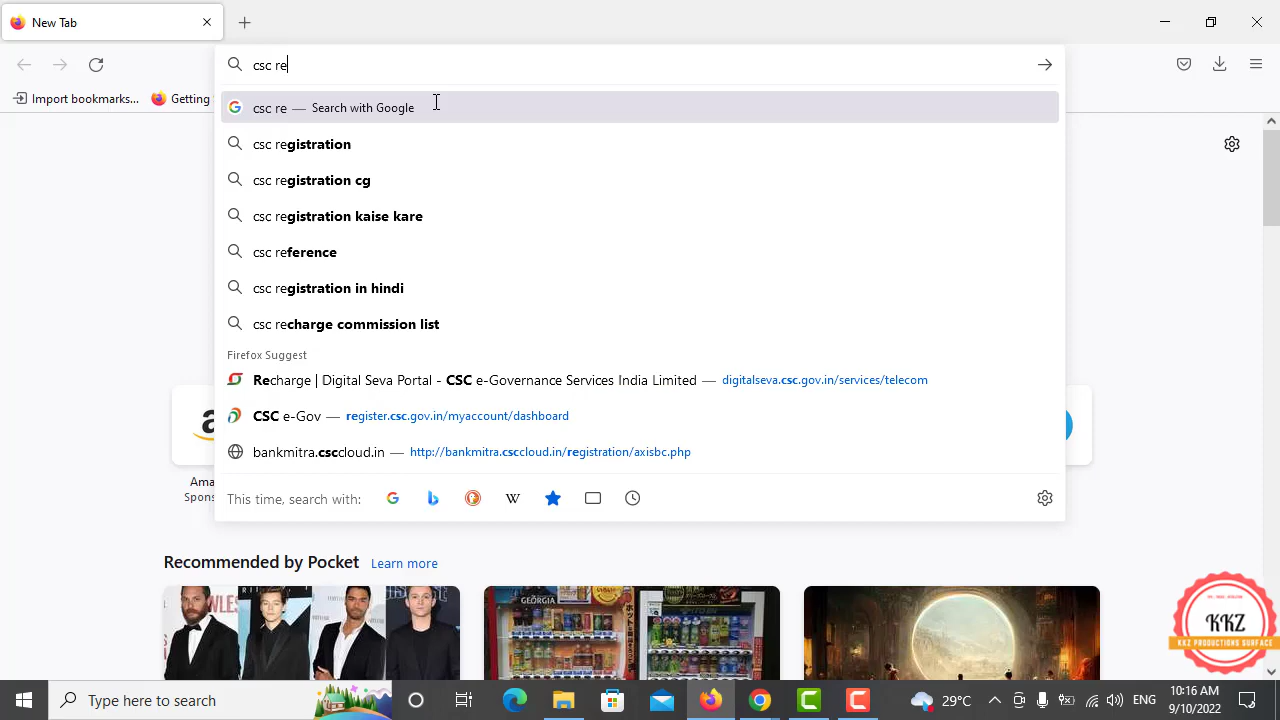 New Tab
csc re
Import bookmarks...
Getting
csc re — Search with Google
csc registration
csc registration cg
csc registration kaise kare
csc reference
csc registration in hindi
csc recharge commission list
Firefox Suggest
Recharge | Digital Seva Portal - CSC e-Governance Services India Limited — digitalseva.csc.gov.in/services/telecom
CSC e-Gov — register.csc.gov.in/myaccount/dashboard
bankmitra.csccloud.in — http://bankmitra.csccloud.in/registration/axisbc.php
a
Ama
Spons
This time, search with:
W
Recommended by Pocket Learn more
GEORGIA
KKZ
KKZ PRODUCTIONS SURFACE
Type here to search
29°C
ENG
10:16 AM
9/10/2022